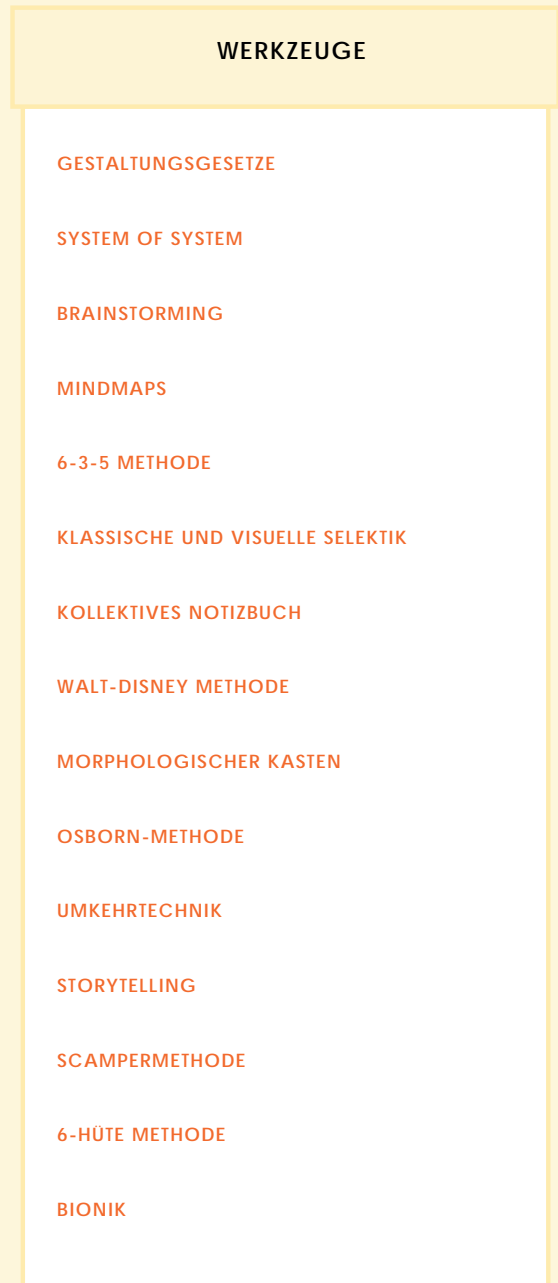 WERKZEUGE
GESTALTUNGSGESETZE
SYSTEM OF SYSTEM
BRAINSTORMING
MINDMAPS
6-3-5 METHODE
KLASSISCHE UND VISUELLE SELEKTIK
KOLLEKTIVES NOTIZBUCH
WALT-DISNEY METHODE
MORPHOLOGISCHER KASTEN
OSBORN-METHODE
UMKEHRTECHNIK
STORYTELLING
SCAMPERMETHODE
6-HÜTE METHODE
BIONIK